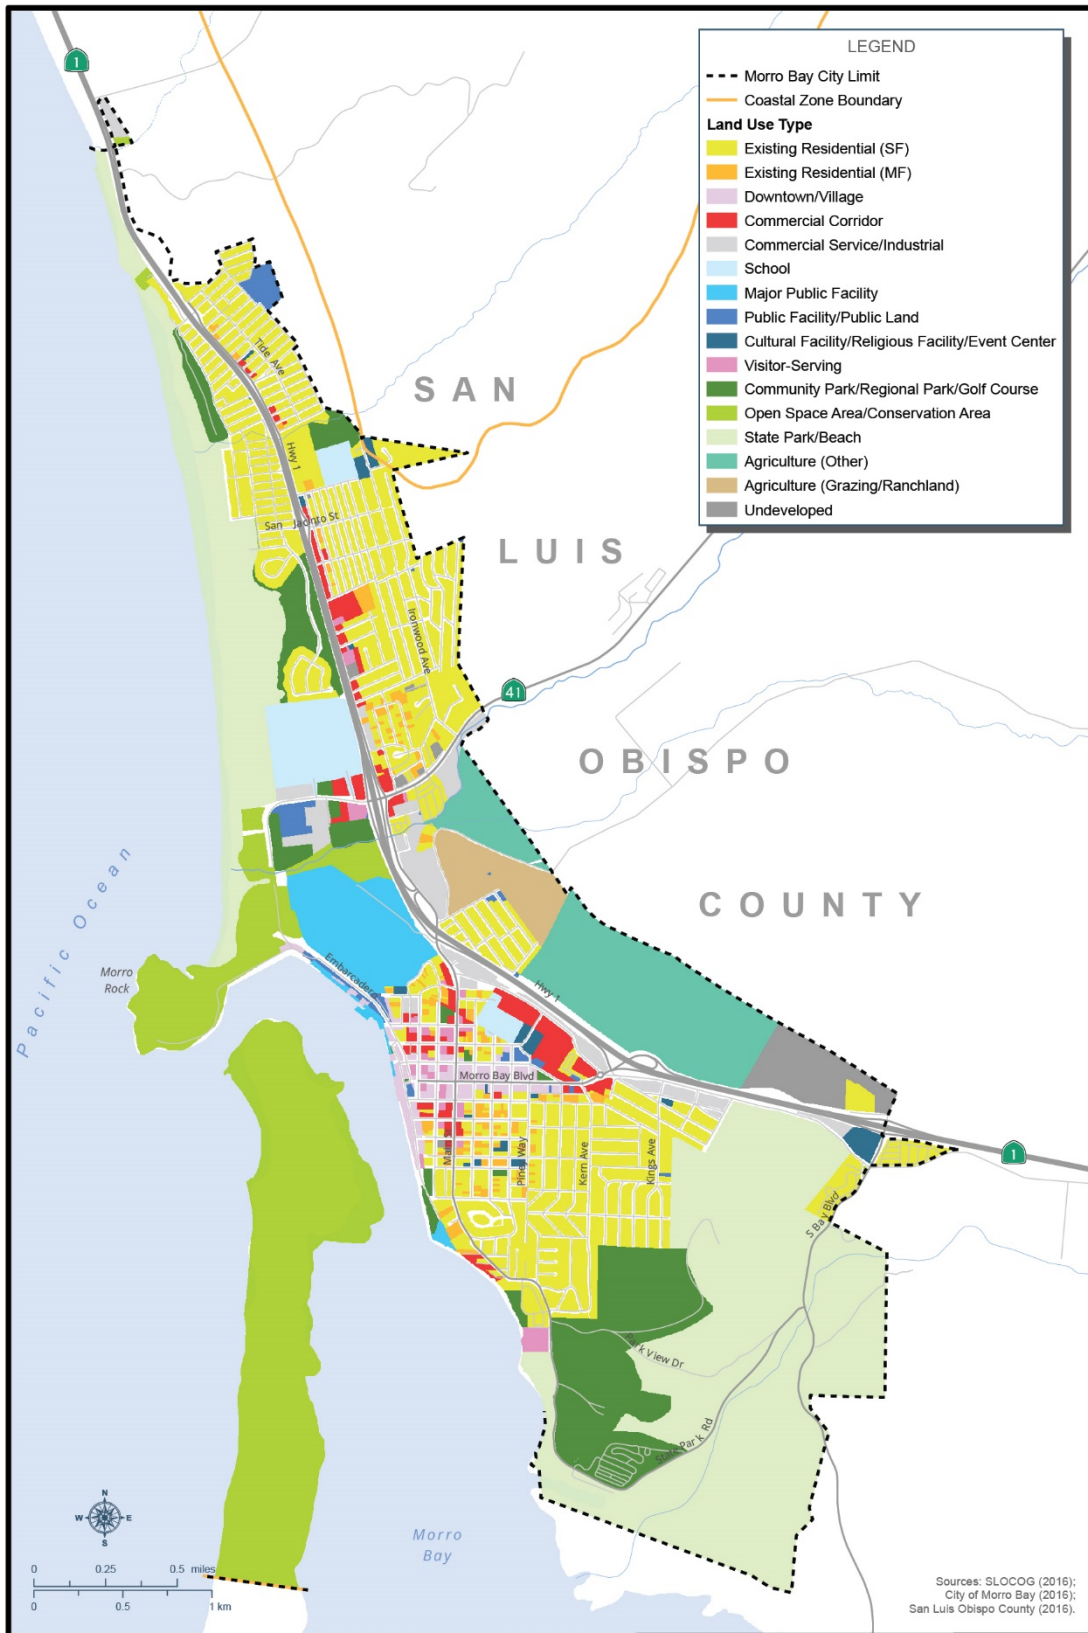 1
LEGEND
Morro Bay City Limit
Coastal Zone Boundary
Land Use Type
Existing Residential (SF)
Existing Residential (MF)
Downtown/Village
Commercial Corridor
Commercial Service/Industrial
School
Major Public Facility
Public Facility/Public Land
Cultural Facility/Religious Facility/Event Center
Visitor-Serving
Community Park/Regional Park/Golf Course
Open Space Area/Conservation Area
State Park/Beach
Agriculture (Other)
Agriculture (Grazing/Ranchland)
Undeveloped
Tide Ave
SAN
Hwy 1
San Jacinto St
LUIS
Ironwood Ave
41
OBISPO
COUNTY
Pacific Ocean
Morro
Rock
Embarcadero
Hwy 1
Morro Bay Blvd
Main
Piney Way
Kern Ave
Kings Ave
1
S Bay Blvd
Park View Dr
State Park Rd
N
W E
S
Morro
Bay
0 0.25 0.5 miles
0 0.5 1 km
Sources: SLOCOG (2016);
City of Morro Bay (2016);
San Luis Obispo County (2016).